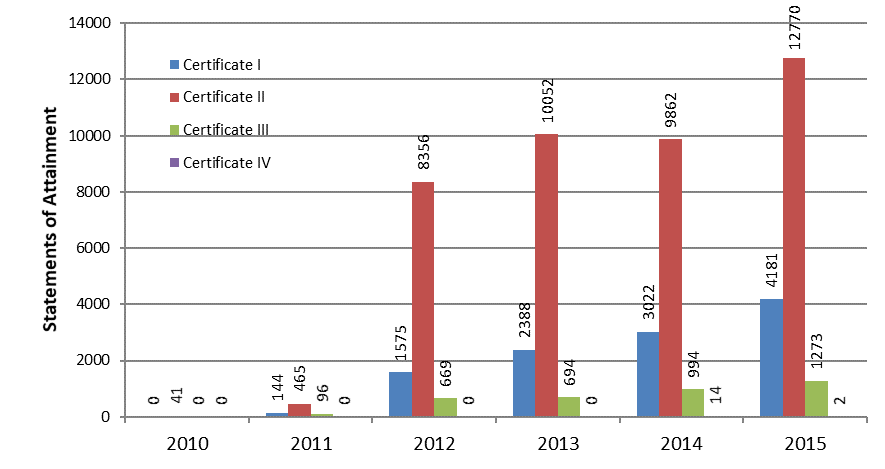 14000
12000
10000
8000
6000
4000
2000
0
Statements of Attainment
Certificate I
Certificate II
Certificate III
Certificate IV
0 41 0 0
144 465 96 0
1575 8356 669 0
2388 10052 694 0
3022 9862 994 14
4181 12770 1273 2
2010 2011 2012 2013 2014 2015